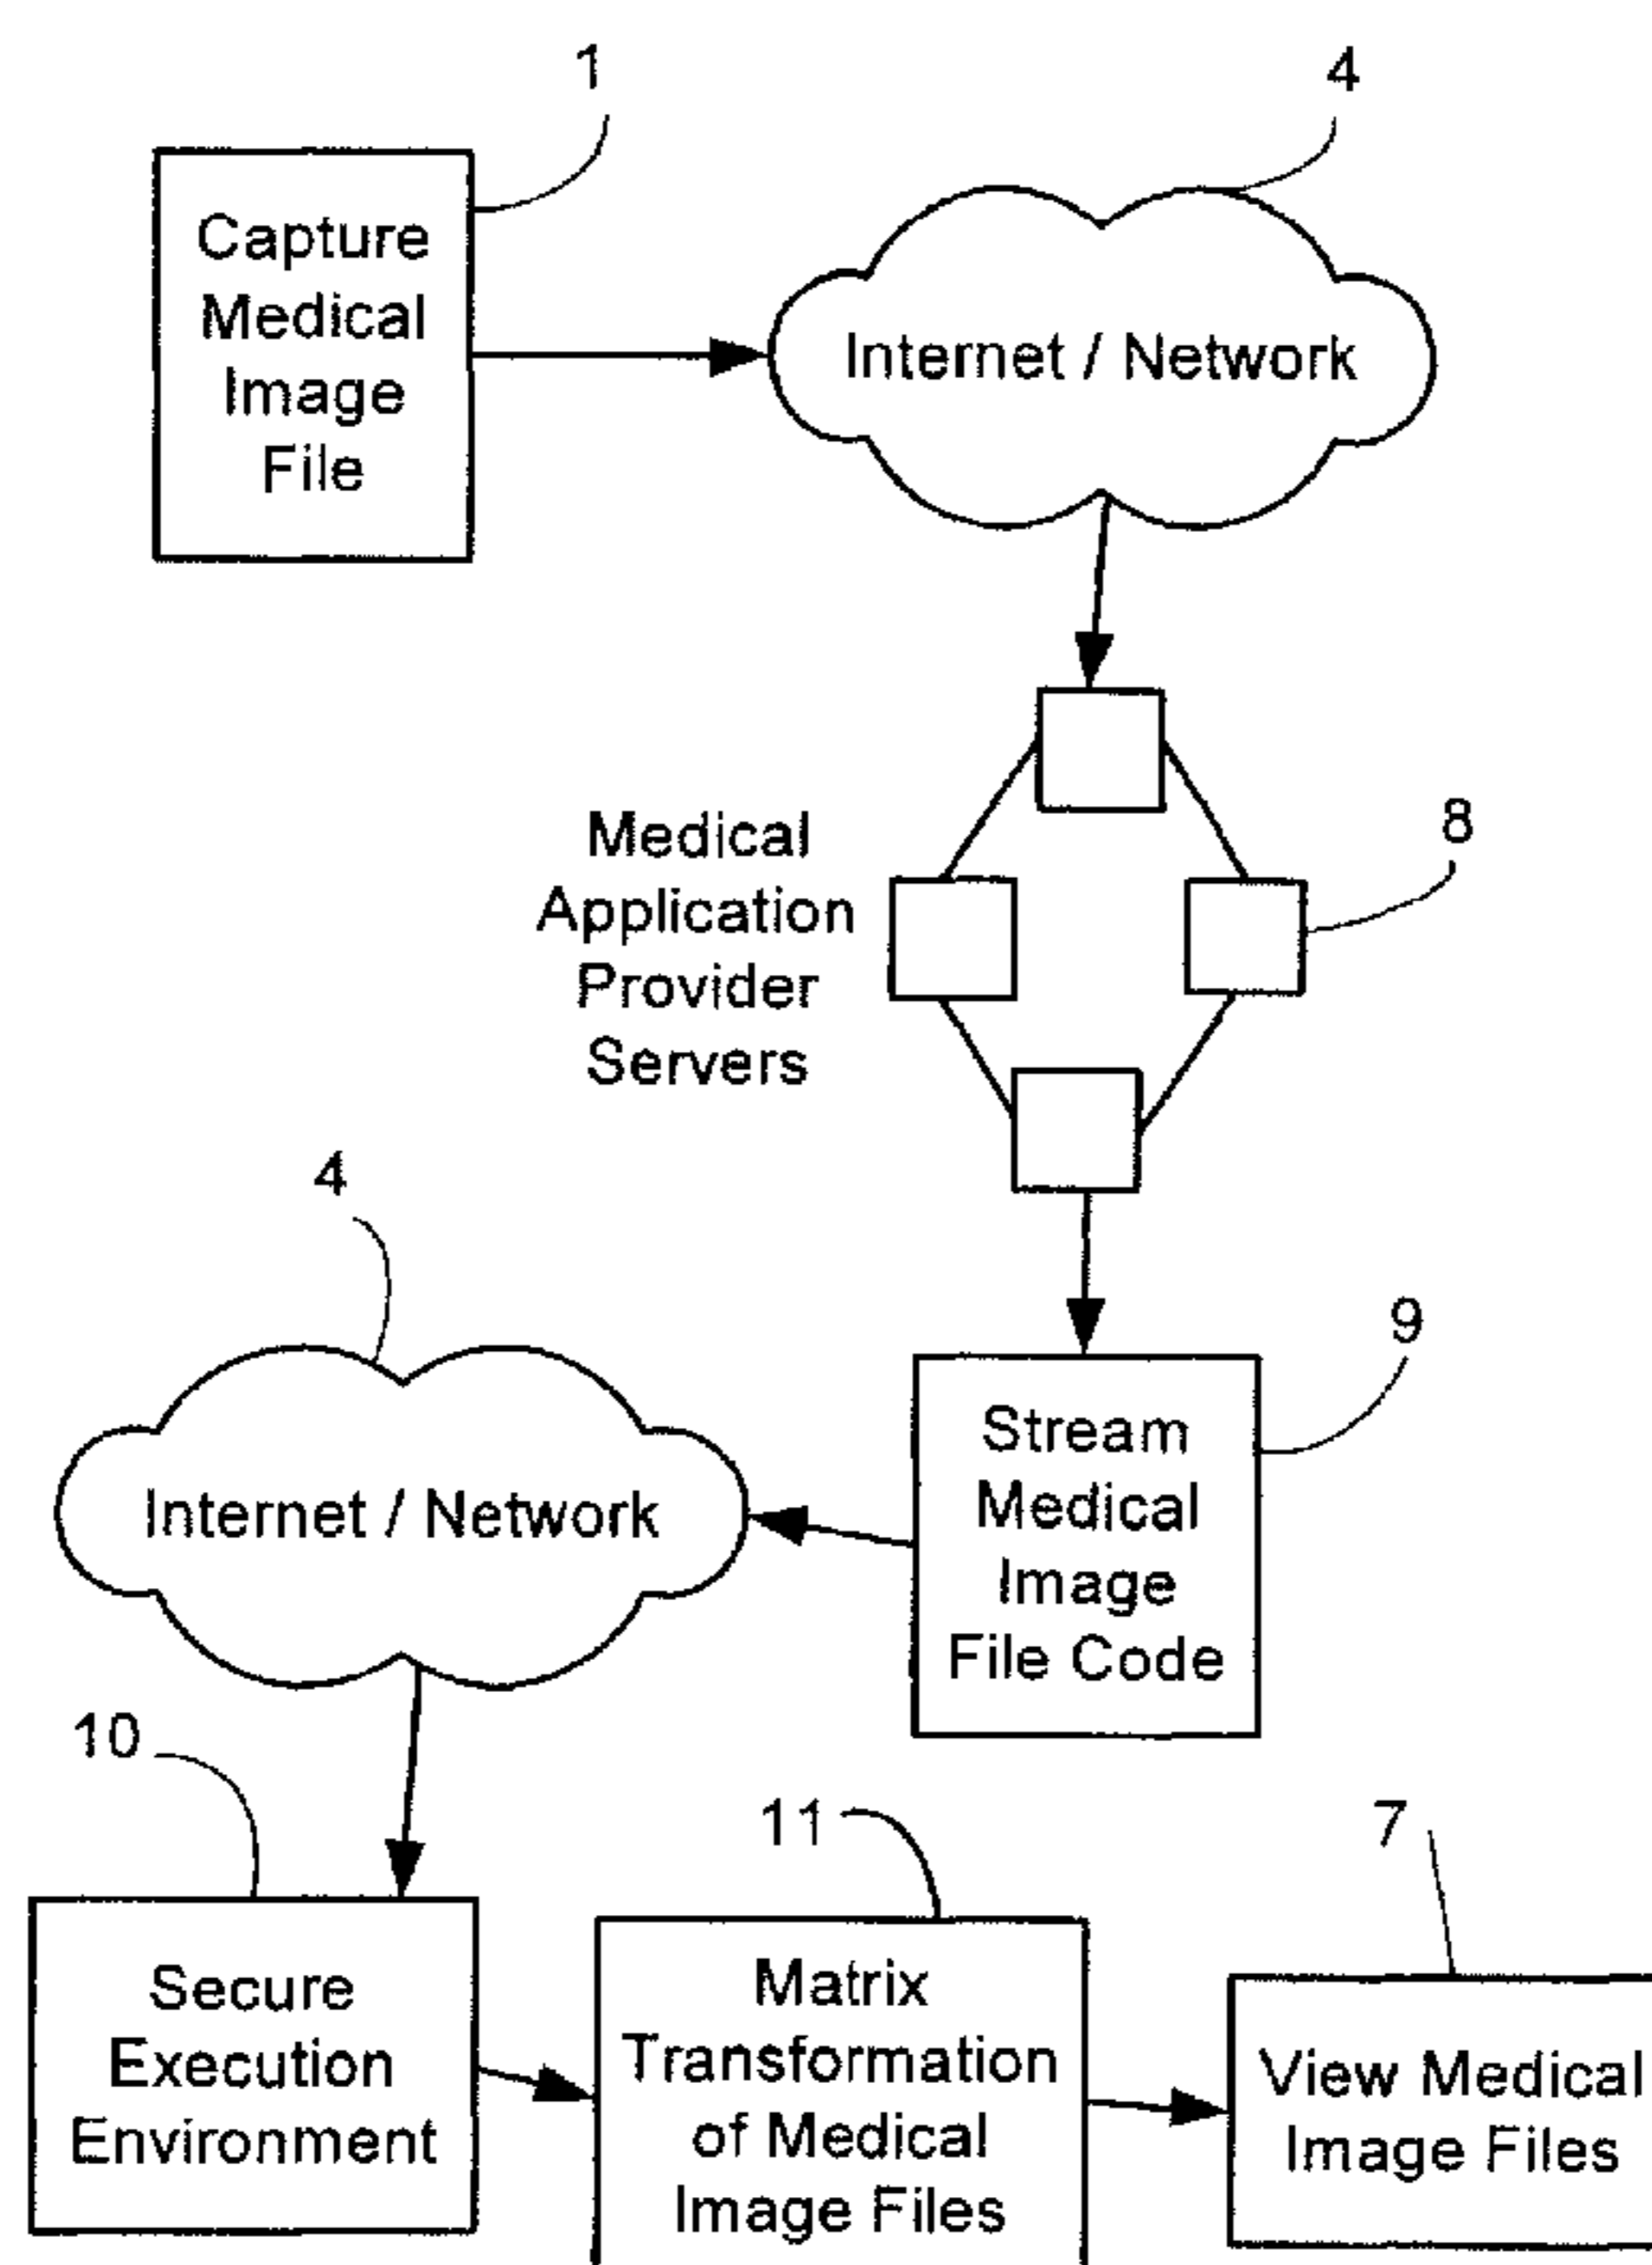 1
4
Capture
Medical
Image
File
Internet / Network
Medical
Application
Provider
Servers
8
4
9
Internet / Network
Stream
Medical
Image
File Code
10
11
7
Secure
Execution
Environment
Matrix
Transformation
of Medical
Image Files
View Medical
Image Files